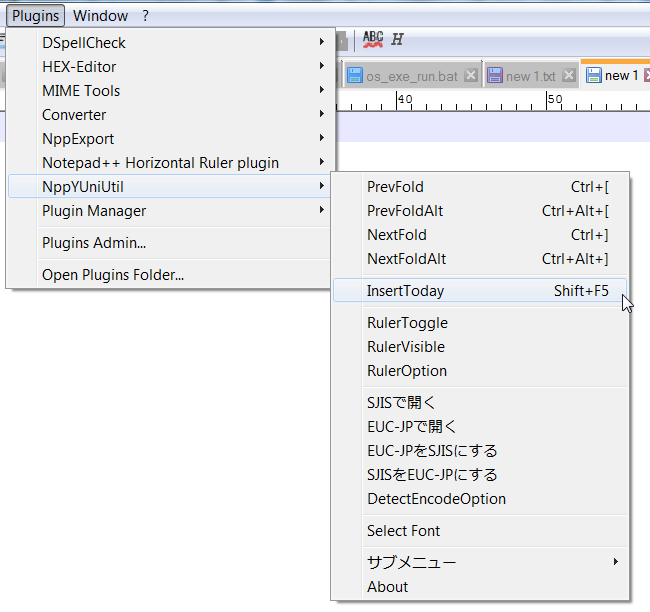 Plugins Window ?
ABC H
os_exe_run.bat new 1.txt new 1
40 50
DSpellCheck
HEX-Editor
MIME Tools
Converter
NppExport
Notepad++ Horizontal Ruler plugin
NppYUniUtil
Plugin Manager
Plugins Admin...
Open Plugins Folder...
PrevFold Ctrl+[
PrevFoldAlt Ctrl+Alt+[
NextFold Ctrl+]
NextFoldAlt Ctrl+Alt+]
InsertToday Shift+F5
RulerToggle
RulerVisible
RulerOption
SJISで開く
EUC-JPで開く
EUC-JPをSJISにする
SJISをEUC-JPにする
DetectEncodeOption
Select Font
サブメニュー
About